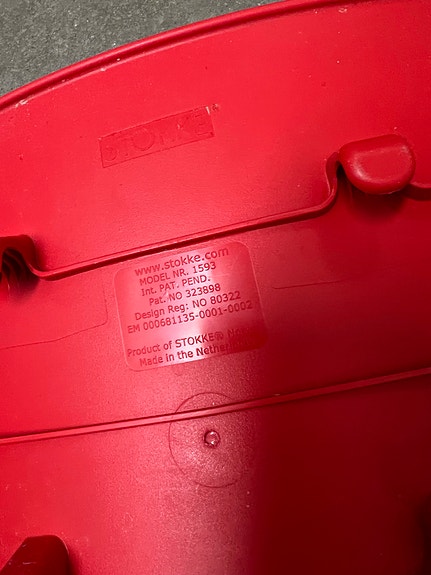 STOKKE
www.stokke.com
MODEL NR. 1593
Int. PAT. PEND.
Pat. NO 323898
Design Reg: NO 80322
EM 000681135-0001-0002
Product of STOKKE®
Made in the